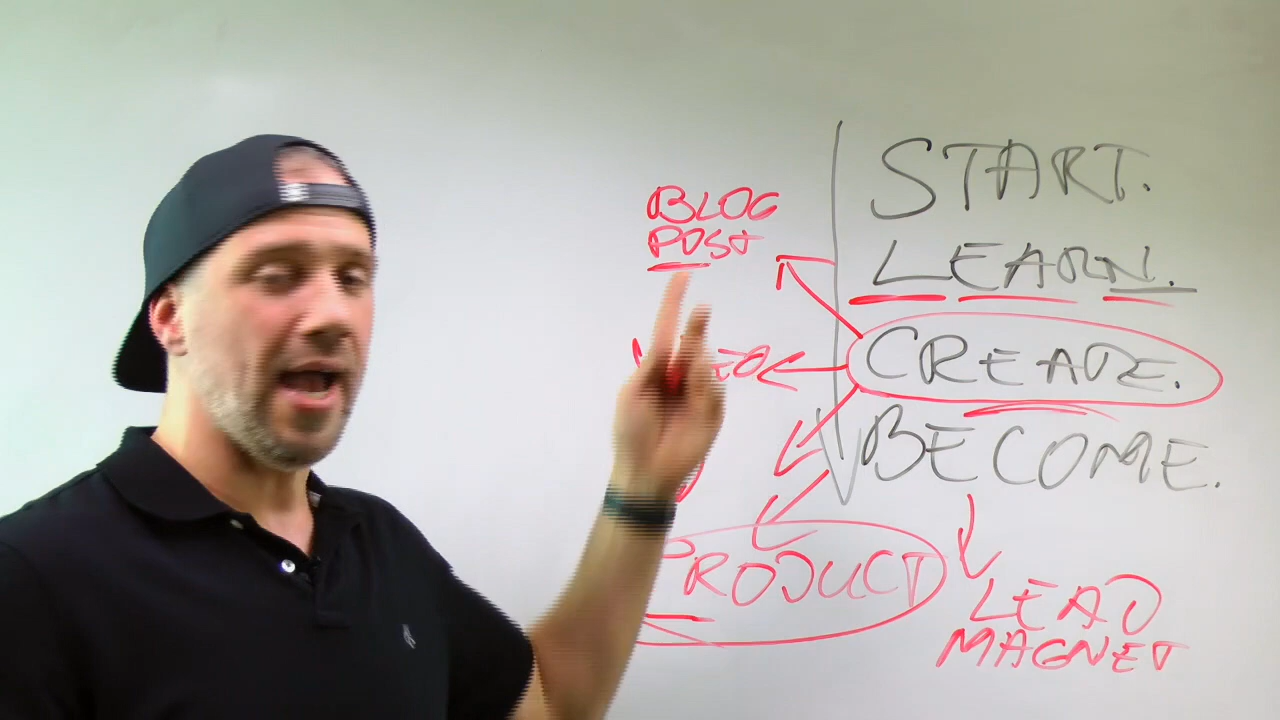 START.
LEARN.
CREATE.
BECOME.
BLOG
POST
PRODUCT
LEAD
MAGNET